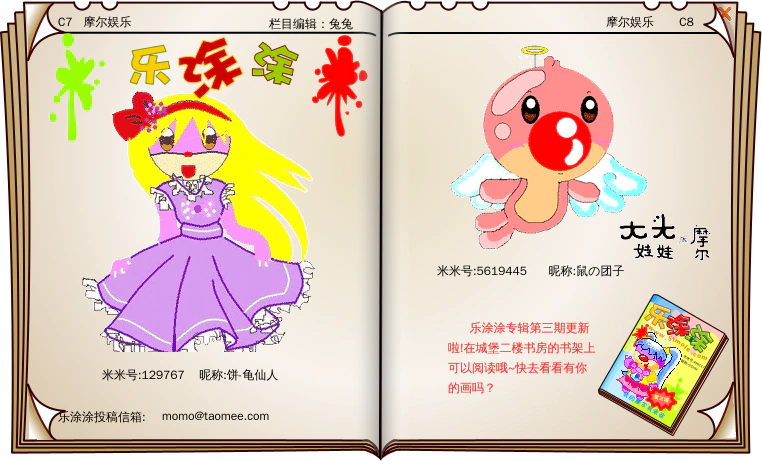 C7 摩尔娱乐
栏目编辑：兔兔
乐涂涂
米米号:129767 昵称:饼-龟仙人
乐涂涂投稿信箱: momo@taomee.com
摩尔娱乐 C8
大头娃娃 摩尔
米米号:5619445 昵称:鼠の团子
乐涂涂专辑第三期更新
啦!在城堡二楼书房的书架上
可以阅读哦~快去看看有你
的画吗？
乐涂涂